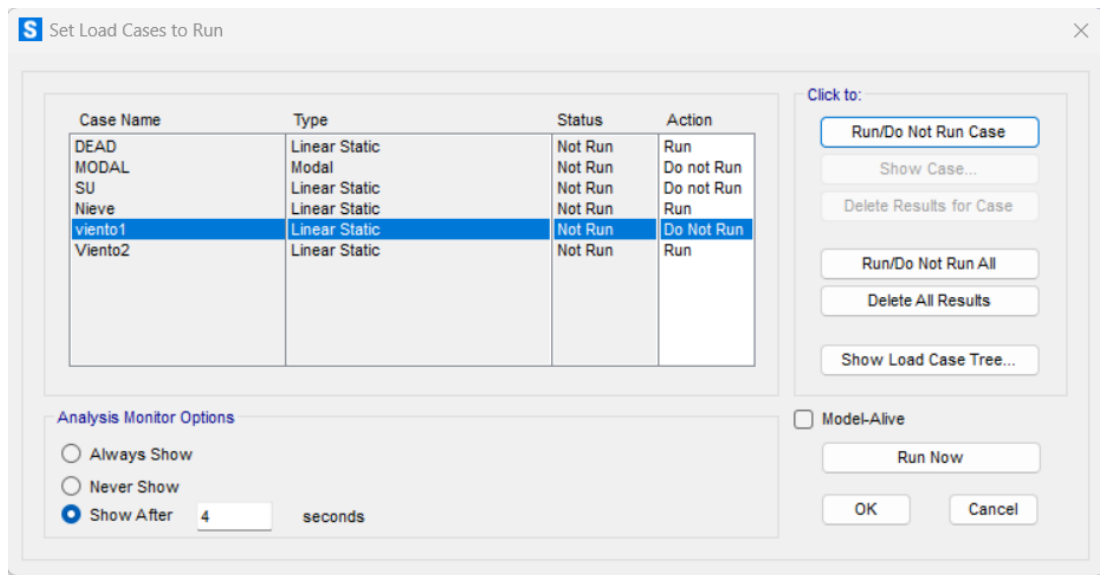 S Set Load Cases to Run
Click to:
Case Name Type Status Action
DEAD Linear Static Not Run Run
MODAL Modal Not Run Do not Run
SU Linear Static Not Run Do not Run
Nieve Linear Static Not Run Run
viento1 Linear Static Not Run Do Not Run
Viento2 Linear Static Not Run Run
Run/Do Not Run Case
Show Case...
Delete Results for Case
Run/Do Not Run All
Delete All Results
Show Load Case Tree...
Analysis Monitor Options
Always Show
Never Show
Show After 4 seconds
Model-Alive
Run Now
OK Cancel